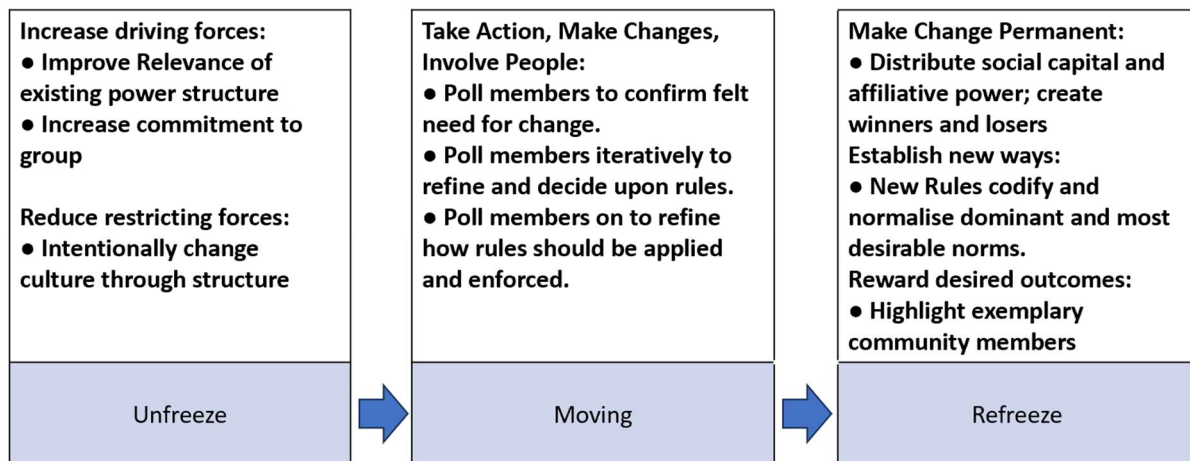 Increase driving forces:
● Improve Relevance of
existing power structure
● Increase commitment to
group
Reduce restricting forces:
● Intentionally change
culture through structure
Unfreeze
Take Action, Make Changes,
Involve People:
● Poll members to confirm felt
need for change.
● Poll members iteratively to
refine and decide upon rules.
● Poll members on to refine
how rules should be applied
and enforced.
Moving
Make Change Permanent:
● Distribute social capital and
affiliative power; create
winners and losers
Establish new ways:
● New Rules codify and
normalise dominant and most
desirable norms.
Reward desired outcomes:
● Highlight exemplary
community members
Refreeze